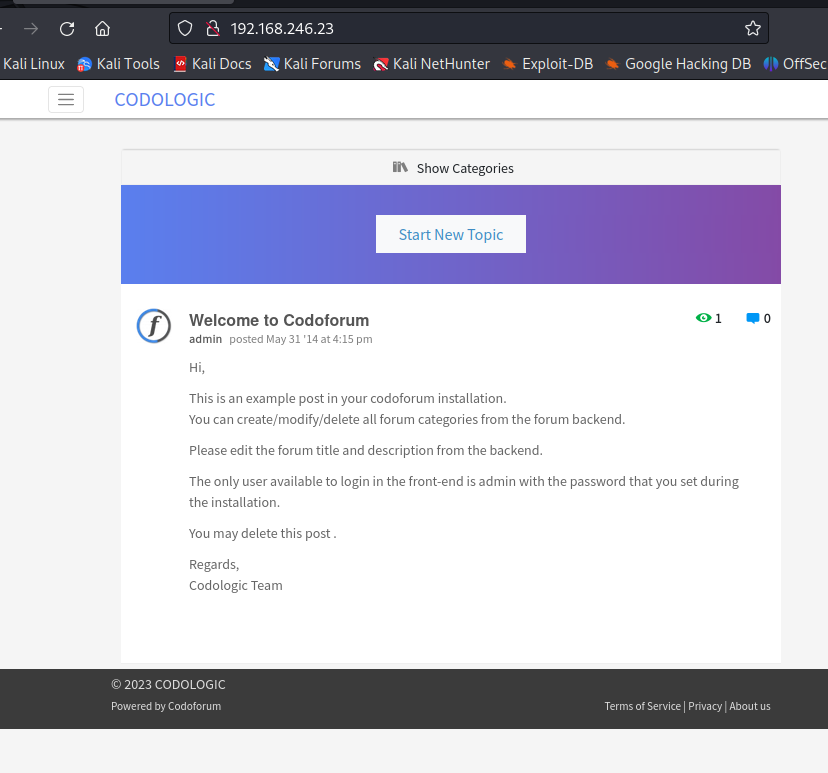 192.168.246.23
Kali Linux Kali Tools Kali Docs Kali Forums Kali NetHunter Exploit-DB Google Hacking DB OffSec
CODOLOGIC
Show Categories
Start New Topic
Welcome to Codoforum 1 0
admin posted May 31 '14 at 4:15 pm
Hi,
This is an example post in your codoforum installation.
You can create/modify/delete all forum categories from the forum backend.
Please edit the forum title and description from the backend.
The only user available to login in the front-end is admin with the password that you set during
the installation.
You may delete this post .
Regards,
Codologic Team
© 2023 CODOLOGIC
Powered by Codoforum Terms of Service | Privacy | About us